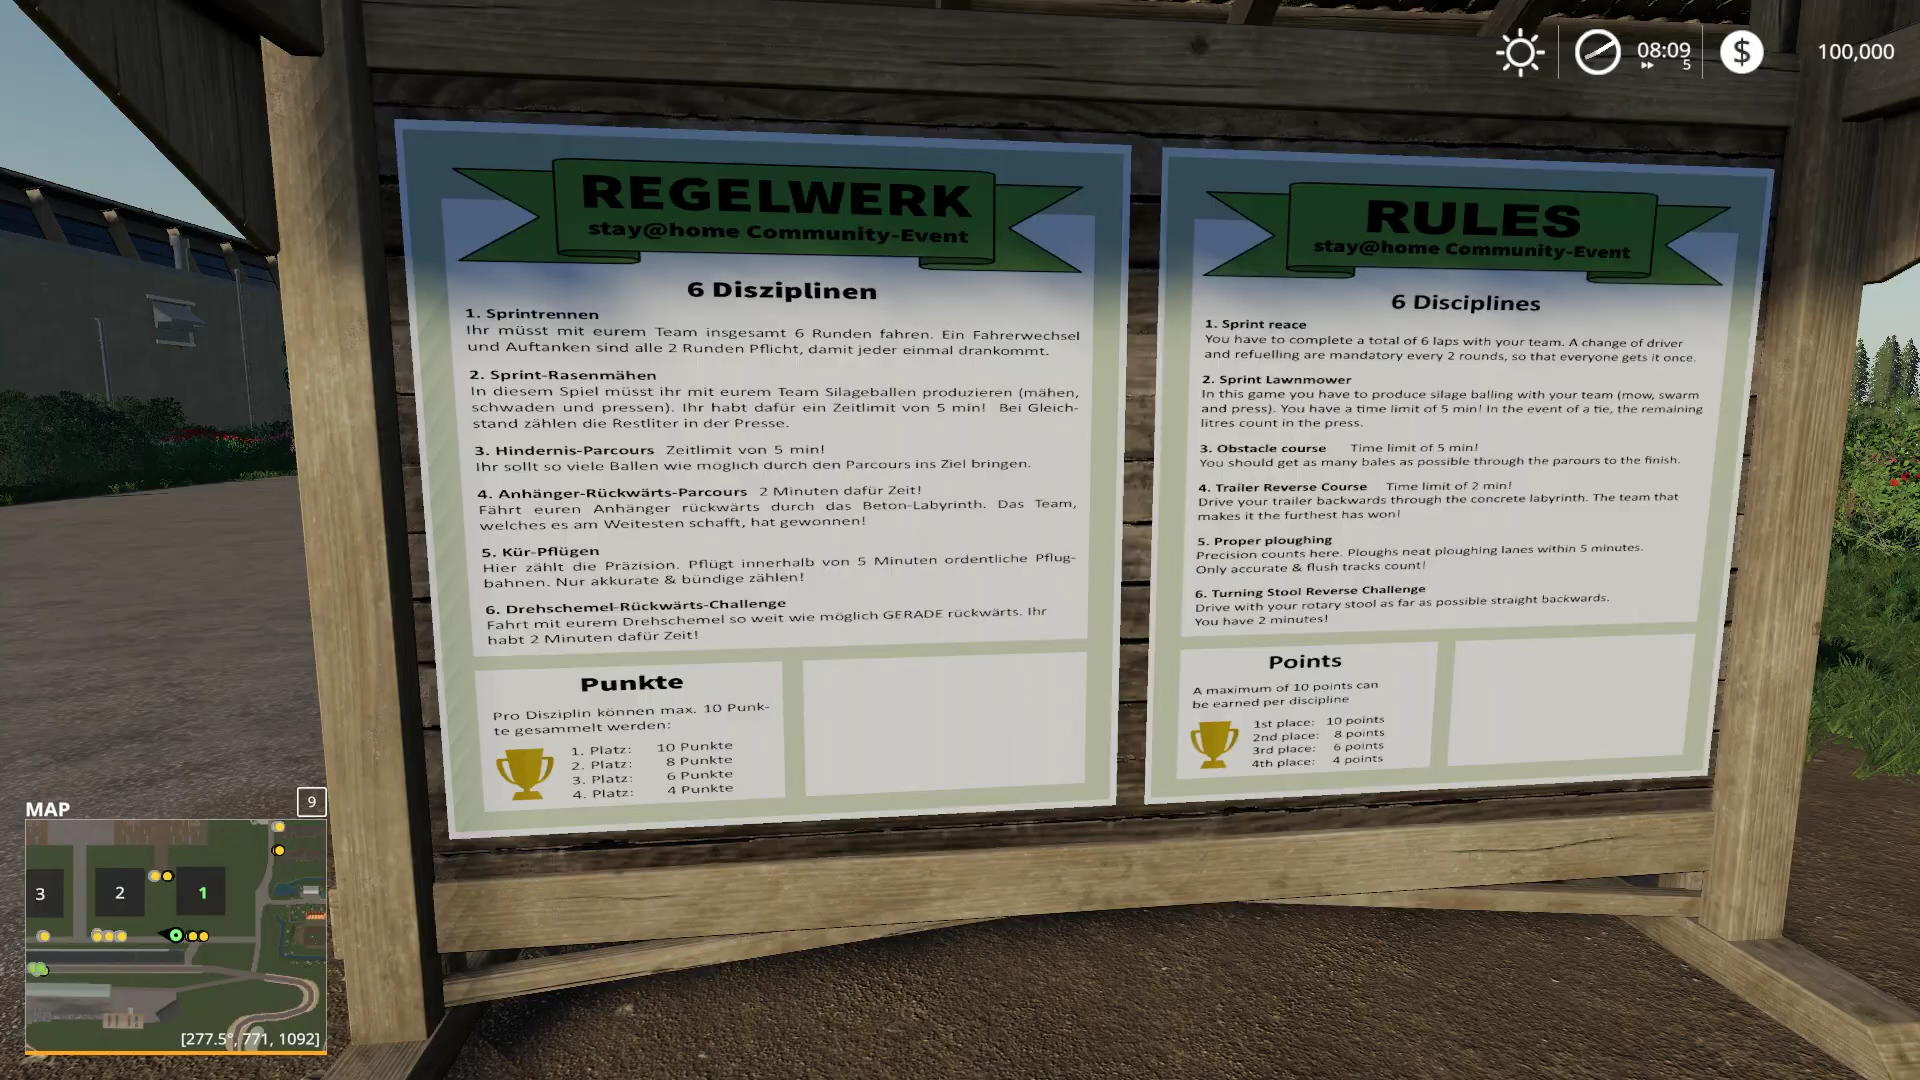 08:09
5
100,000
REGELWERK
stay@home Community-Event
6 Disziplinen
1. Sprintrennen
Ihr müsst mit eurem Team insgesamt 6 Runden fahren. Ein Fahrerwechsel
und Auftanken sind alle 2 Runden Pflicht, damit jeder einmal drankommt.
2. Sprint-Rasenmähen
In diesem Spiel müsst ihr mit eurem Team Silageballen produzieren (mähen,
schwaden und pressen). Ihr habt dafür ein Zeitlimit von 5 min! Bei Gleich-
stand zählen die Restliter in der Presse.
3. Hindernis-Parcours Zeitlimit von 5 min!
Ihr sollt so viele Ballen wie möglich durch den Parcours ins Ziel bringen.
4. Anhänger-Rückwärts-Parcours 2 Minuten dafür Zeit!
Fährt euren Anhänger rückwärts durch das Beton-Labyrinth. Das Team,
welches es am Weitesten schafft, hat gewonnen!
5. Kür-Pflügen
Hier zählt die Präzision. Pflügt innerhalb von 5 Minuten ordentliche Pflug-
bahnen. Nur akkurate & bündige zählen!
6. Drehschemel-Rückwärts-Challenge
Fahrt mit eurem Drehschemel so weit wie möglich GERADE rückwärts. Ihr
habt 2 Minuten dafür Zeit!
Punkte
Pro Disziplin können max. 10 Punk-
te gesammelt werden:
1. Platz: 10 Punkte
2. Platz: 8 Punkte
3. Platz: 6 Punkte
4. Platz: 4 Punkte
RULES
stay@home Community-Event
6 Disciplines
1. Sprint reace
You have to complete a total of 6 laps with your team. A change of driver
and refuelling are mandatory every 2 rounds, so that everyone gets it once.
2. Sprint Lawnmower
In this game you have to produce silage balling with your team (mow, swarm
and press). You have a time limit of 5 min! In the event of a tie, the remaining
litres count in the press.
3. Obstacle course Time limit of 5 min!
You should get as many bales as possible through the parours to the finish.
4. Trailer Reverse Course Time limit of 2 min!
Drive your trailer backwards through the concrete labyrinth. The team that
makes it the furthest has won!
5. Proper ploughing
Precision counts here. Ploughs neat ploughing lanes within 5 minutes.
Only accurate & flush tracks count!
6. Turning Stool Reverse Challenge
Drive with your rotary stool as far as possible straight backwards.
You have 2 minutes!
Points
A maximum of 10 points can
be earned per discipline
1st place: 10 points
2nd place: 8 points
3rd place: 6 points
4th place: 4 points
MAP
9
3
2
1
[277.5°, 771, 1092]